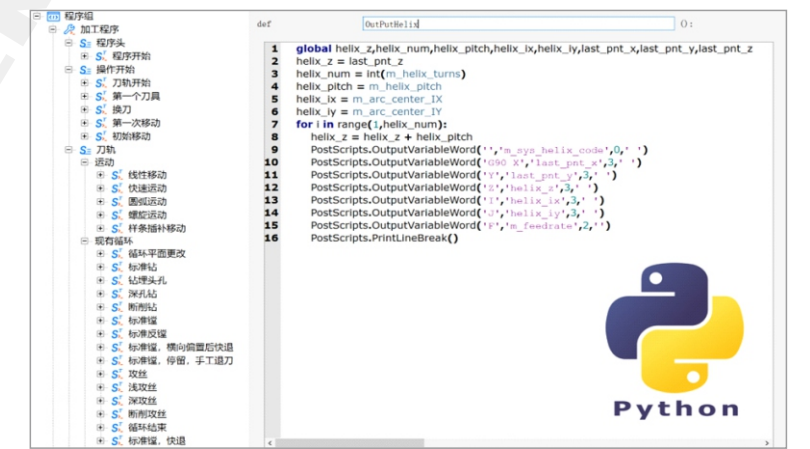 程序组
加工程序
程序头
程序开始
操作开始
刀轨开始
第一个刀具
换刀
第一次移动
初始移动
刀轨
运动
线性移动
快速运动
圆弧运动
螺旋运动
样条插补移动
现有循环
循环平面更改
标准钻
钻埋头孔
深孔钻
断削钻
标准镗
标准反镗
标准镗，横向偏置后快退
标准镗，停留，手工退刀
攻丝
浅攻丝
深攻丝
断削攻丝
循环结束
标准镗，快退
def OutPutHelix ():
1 global helix_z,helix_num,helix_pitch,helix_ix,helix_iy,last_pnt_x,last_pnt_y,last_pnt_z
2 helix_z = last_pnt_z
3 helix_num = int(m_helix_turns)
4 helix_pitch = m_helix_pitch
5 helix_ix = m_arc_center_IX
6 helix_iy = m_arc_center_IY
7 for i in range(1,helix_num):
8 helix_z = helix_z + helix_pitch
9 PostScripts.OutputVariableWord('','m_sys_helix_code',0,' ')
10 PostScripts.OutputVariableWord('G90 X','last_pnt_x',3,' ')
11 PostScripts.OutputVariableWord('Y','last_pnt_y',3,' ')
12 PostScripts.OutputVariableWord('Z','helix_z',3,' ')
13 PostScripts.OutputVariableWord('I','helix_ix',3,' ')
14 PostScripts.OutputVariableWord('J','helix_iy',3,' ')
15 PostScripts.OutputVariableWord('F','m_feedrate',2,'')
16 PostScripts.PrintLineBreak()
Python